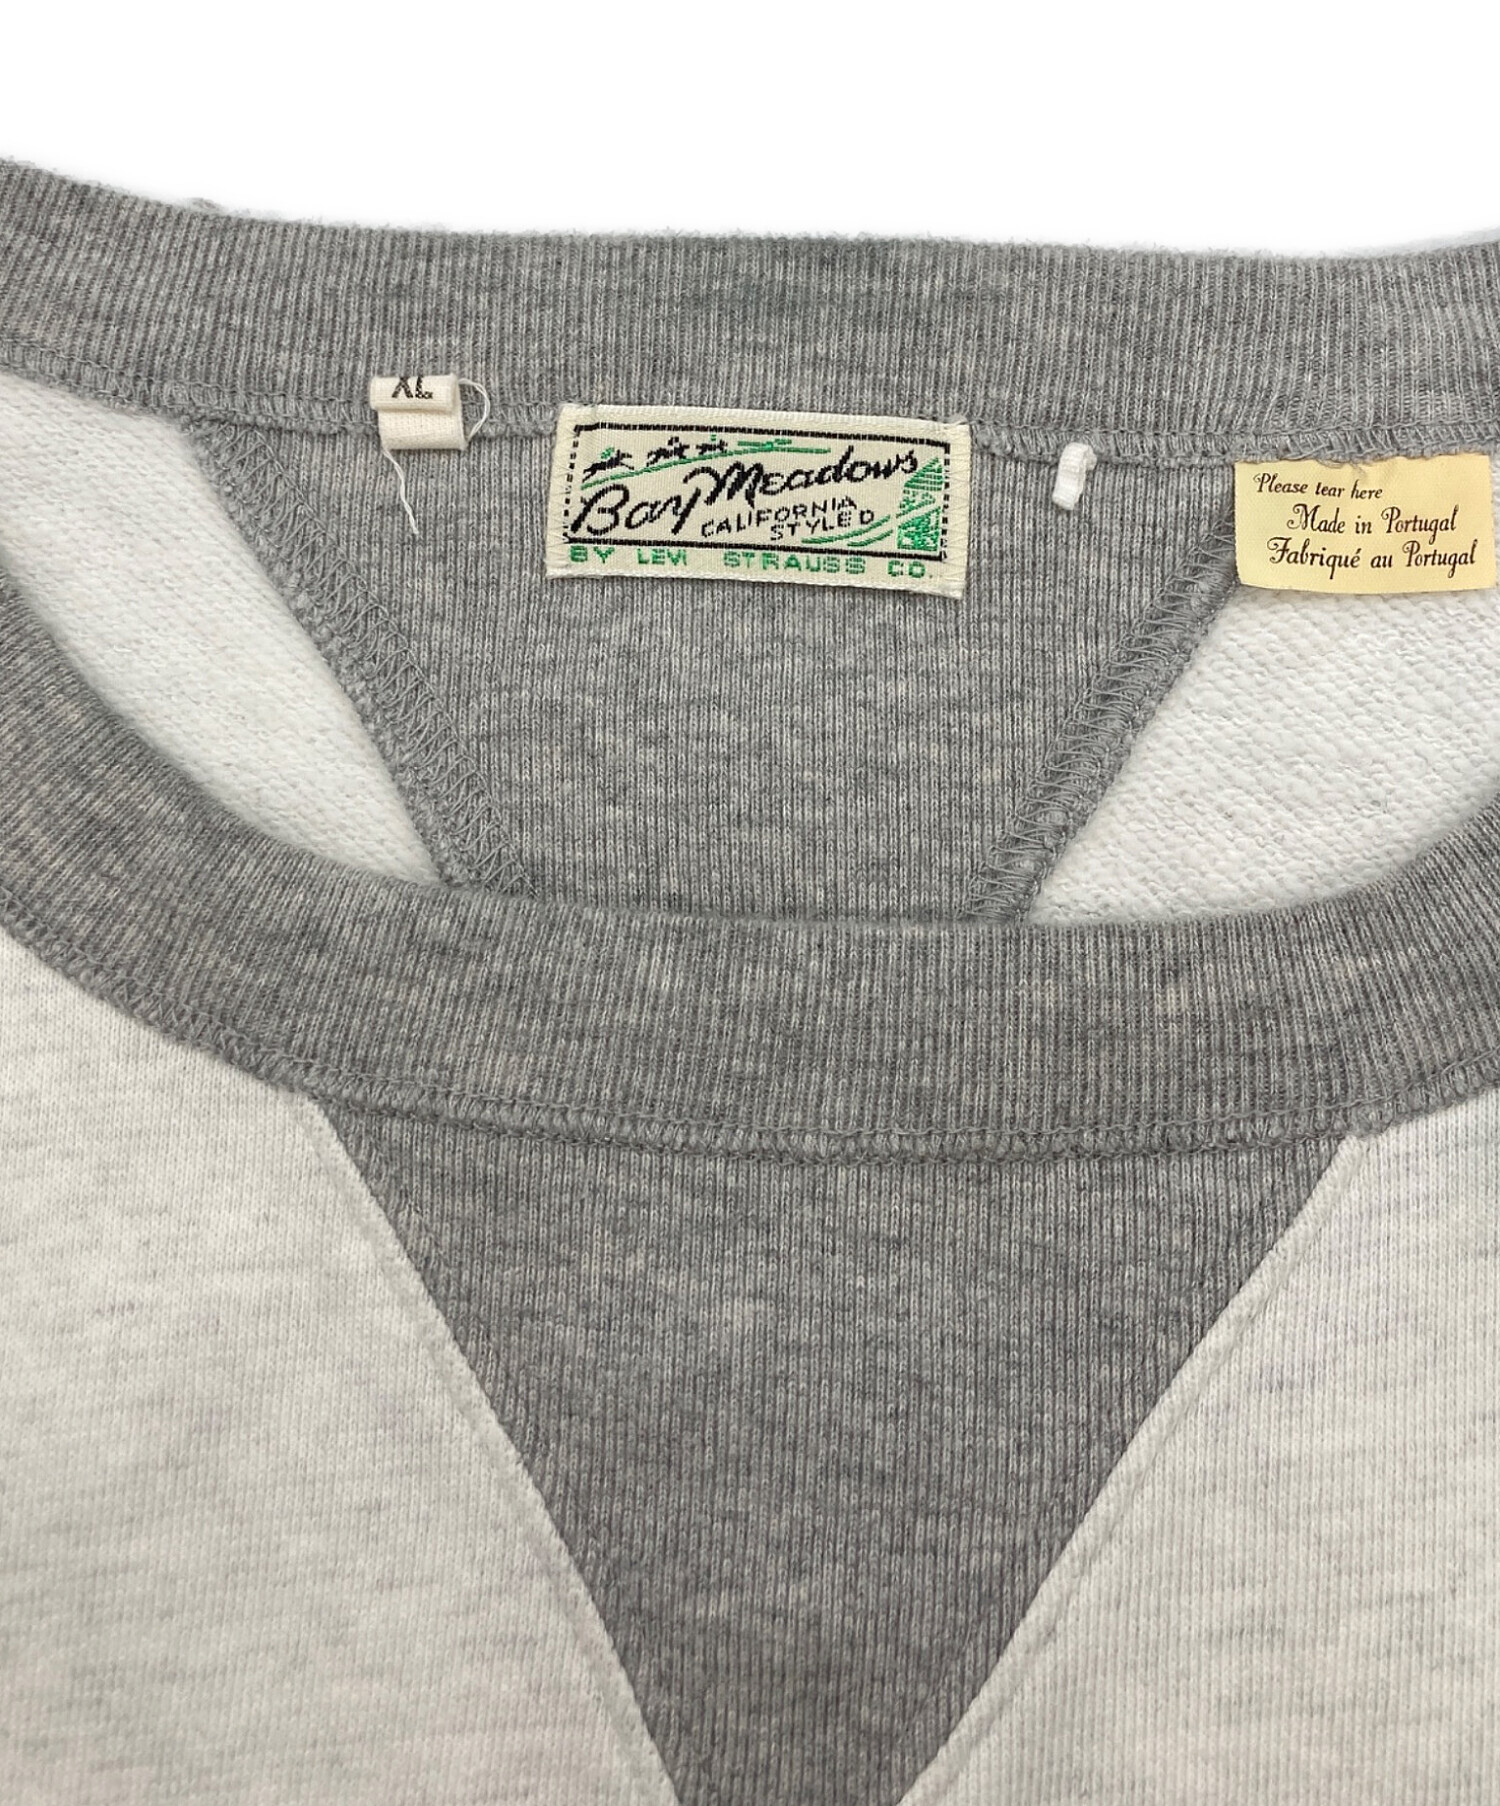 XL
Bay Meadows
CALIFORNIA
STYLED
BY LEVI STRAUSS CO.
Please tear here
Made in Portugal
Fabriqué au Portugal